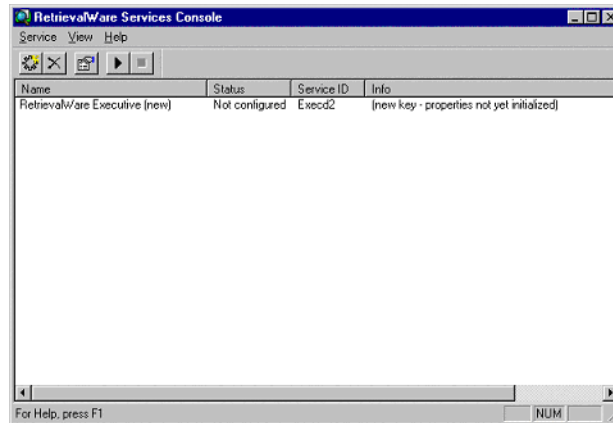 RetrievalWare Services Console
Service View Help
Name Status Service ID Info
RetrievalWare Executive (new) Not configured Execd2 (new key - properties not yet initialized)
For Help, press F1 NUM